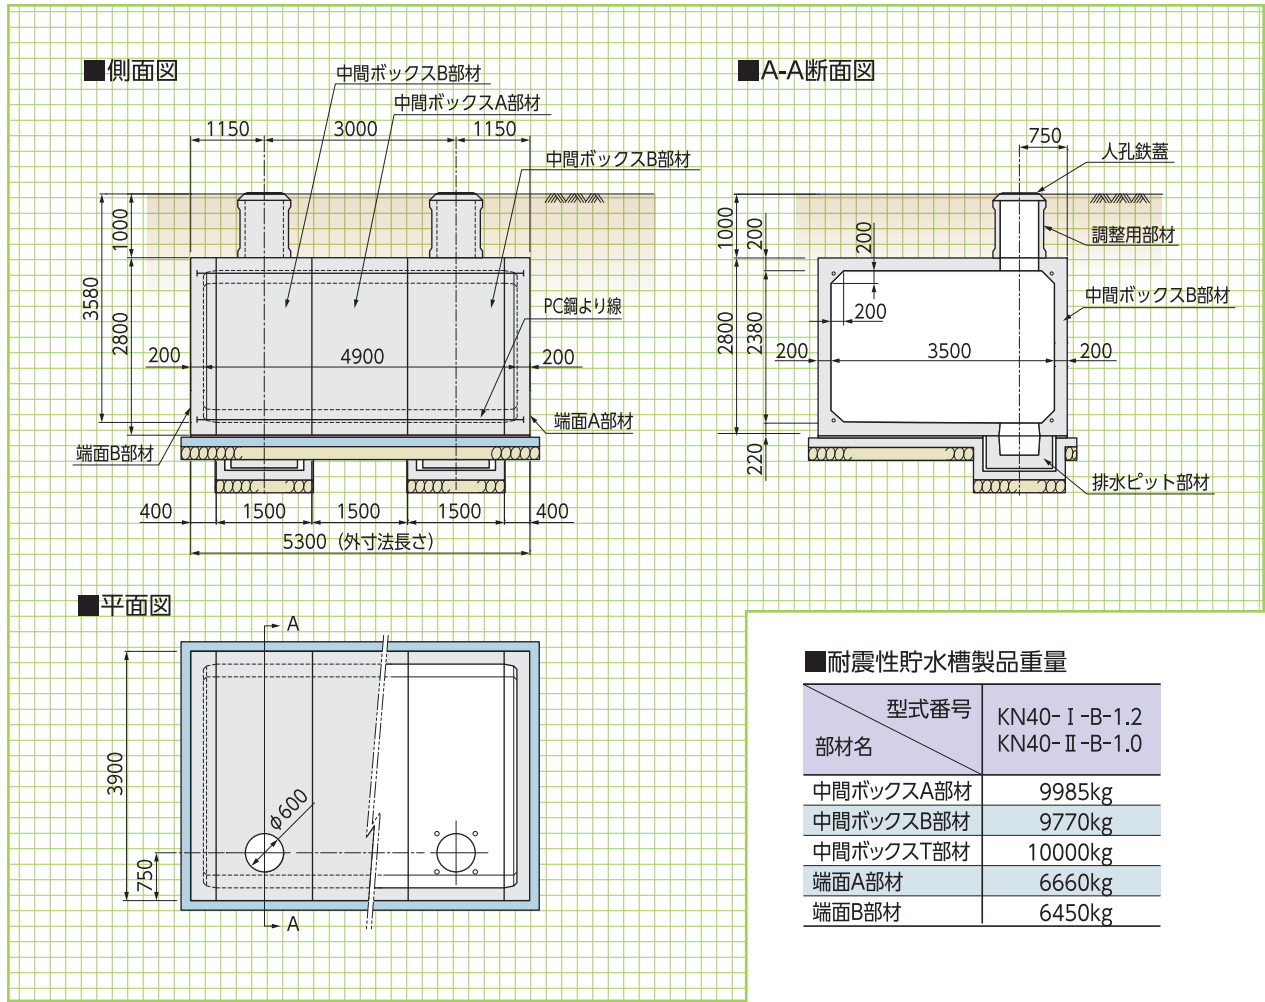 ■側面図
中間ボックスB部材
中間ボックスA部材
1150
3000
1150
中間ボックスB部材
1000
3580
2800
PC鋼より線
200
4900
200
端面A部材
端面B部材
400
1500
1500
1500
400
5300（外寸法長さ）
■A-A断面図
750
人孔鉄蓋
1000
200
200
調整用部材
中間ボックスB部材
200
2800
2380
200
3500
200
220
排水ピット部材
■平面図
A
3900
φ600
750
A
■耐震性貯水槽製品重量
型式番号
部材名
KN40-Ⅰ-B-1.2
KN40-Ⅱ-B-1.0
中間ボックスA部材 9985kg
中間ボックスB部材 9770kg
中間ボックスT部材 10000kg
端面A部材 6660kg
端面B部材 6450kg